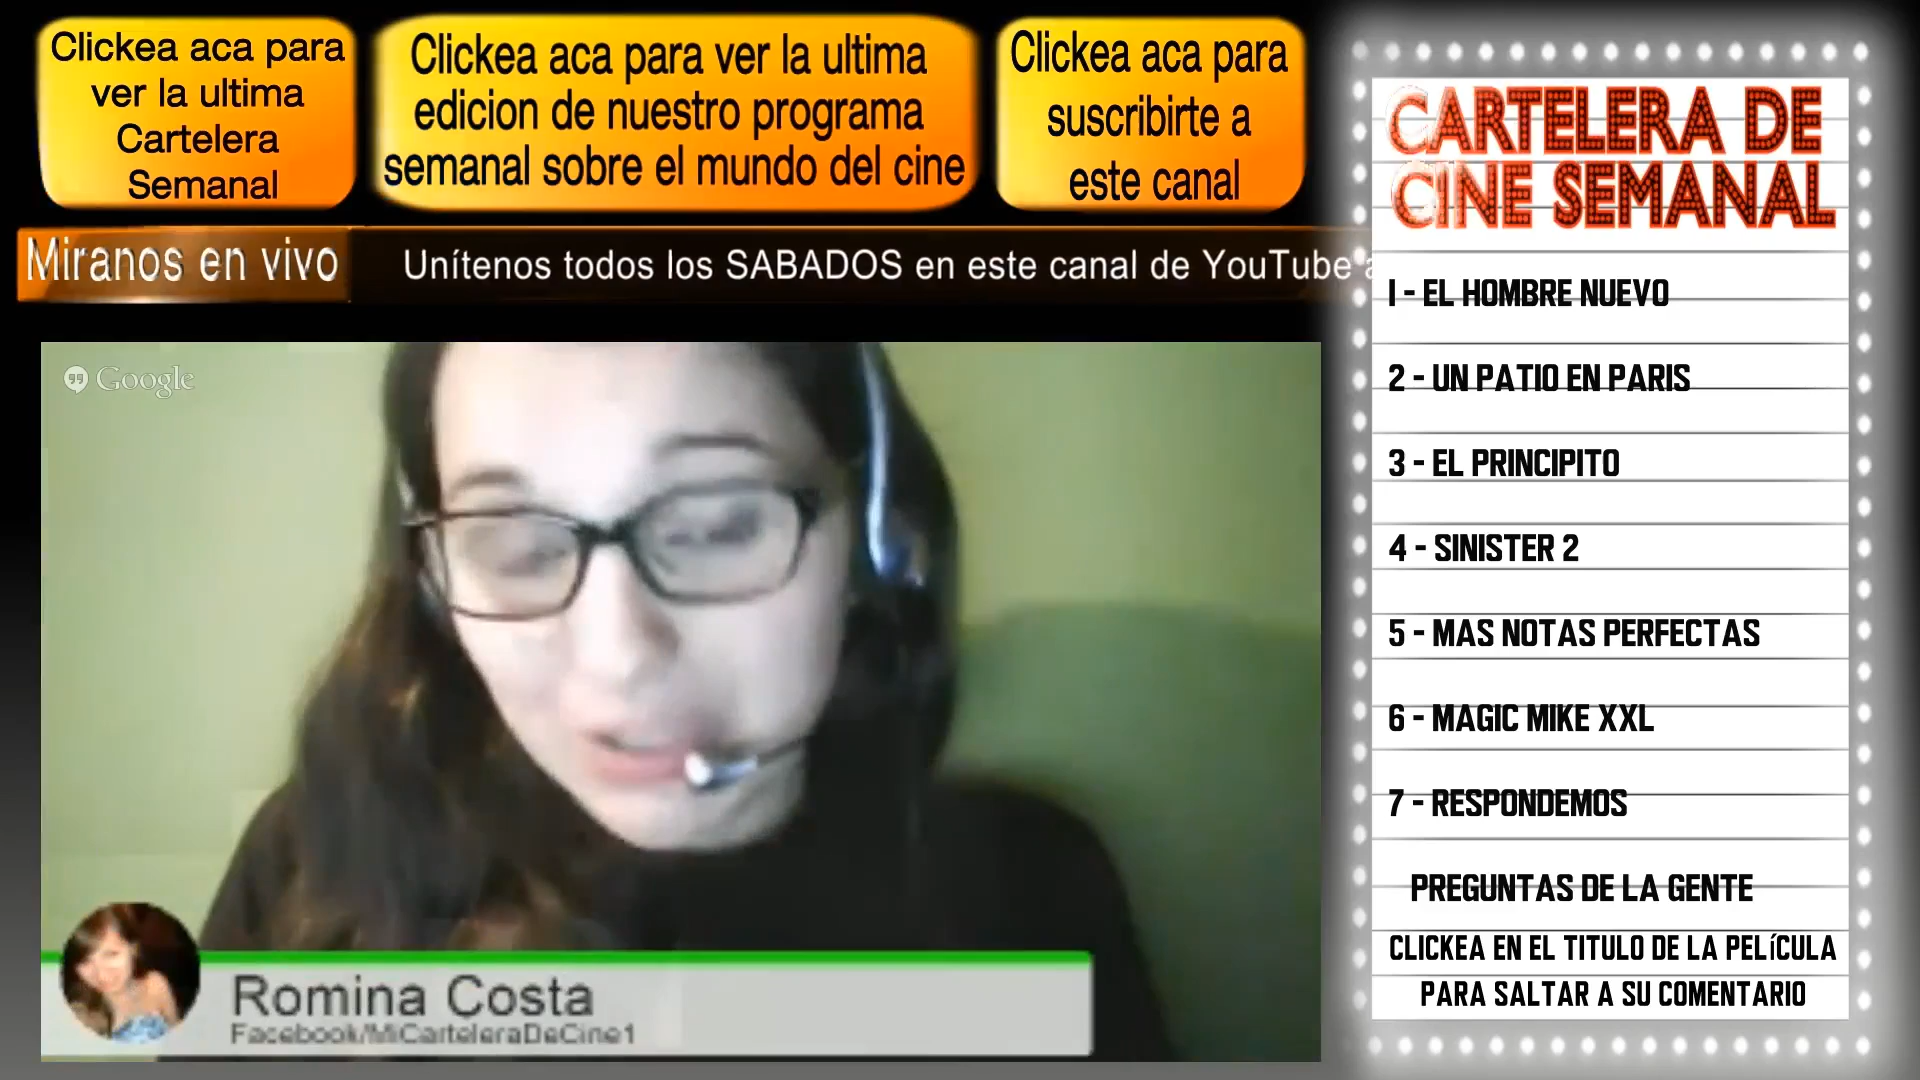 Clickea aca para
ver la ultima
Cartelera
Semanal
Clickea aca para ver la ultima
edicion de nuestro programa
semanal sobre el mundo del cine
Clickea aca para
suscribirte a
este canal
Miranos en vivo
Unítenos todos los SABADOS en este canal de YouTube a
Google
Romina Costa
Facebook/MiCarteleraDeCine1
CARTELERA DE
CINE SEMANAL
1 - EL HOMBRE NUEVO
2 - UN PATIO EN PARIS
3 - EL PRINCIPITO
4 - SINISTER 2
5 - MAS NOTAS PERFECTAS
6 - MAGIC MIKE XXL
7 - RESPONDEMOS
PREGUNTAS DE LA GENTE
CLICKEA EN EL TITULO DE LA PELíCULA
PARA SALTAR A SU COMENTARIO